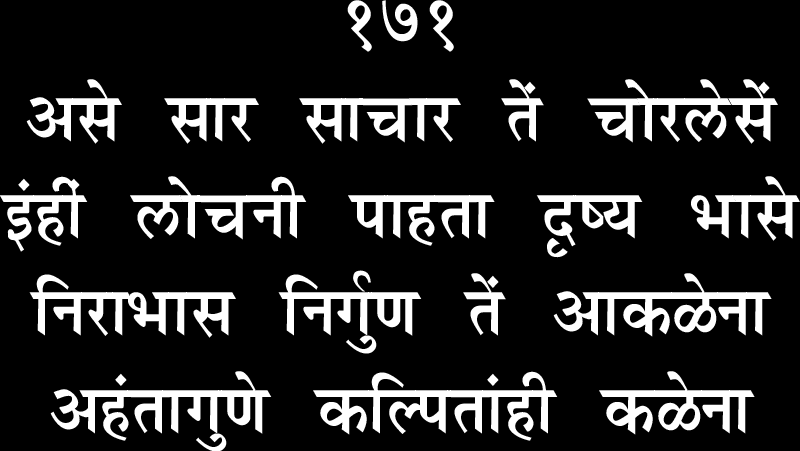 १७१
असे सार साचार तें चोरलेसें
इंहीं लोचनी पाहता दृष्य भासे
निराभास निर्गुण तें आकळेना
अहंतागुणे कल्पितांही कळेना